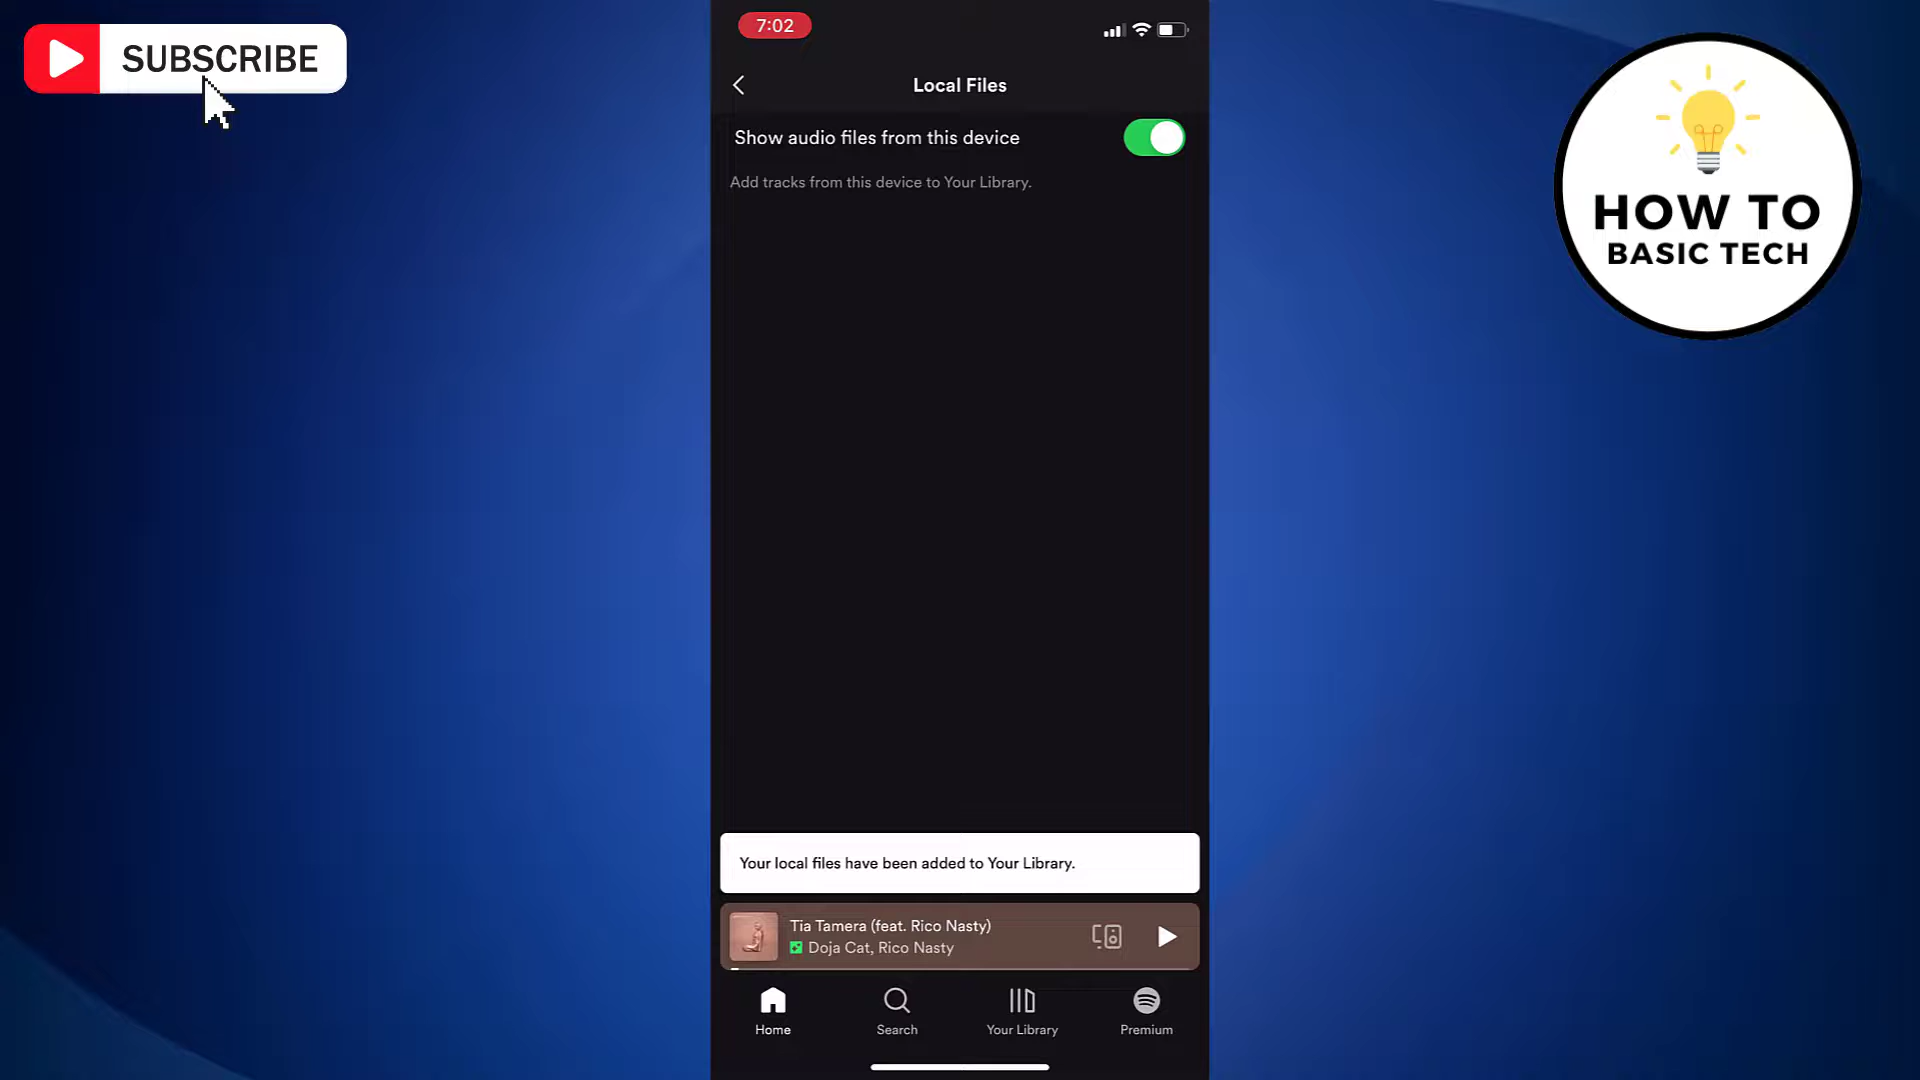 SUBSCRIBE
7:02
Local Files
Show audio files from this device
Add tracks from this device to Your Library.
HOW TO
BASIC TECH
Your local files have been added to Your Library.
Tia Tamera (feat. Rico Nasty)
Doja Cat, Rico Nasty
Home
Search
Your Library
Premium